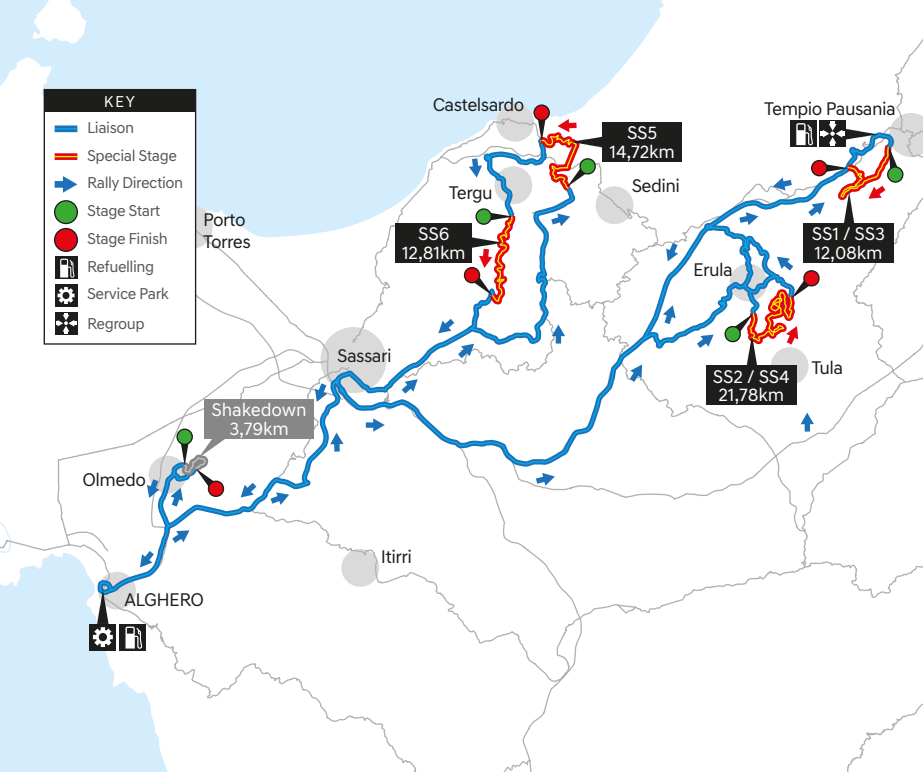 KEY
Liaison
Special Stage
Rally Direction
Stage Start
Stage Finish
Refuelling
Service Park
Regroup
Castelsardo
SS5
14,72km
Tempio Pausania
Tergu
Sedini
Porto
Torres
SS6
12,81km
SS1 / SS3
12,08km
Erula
Sassari
Tula
SS2 / SS4
21,78km
Shakedown
3,79km
Olmedo
Itirri
ALGHERO